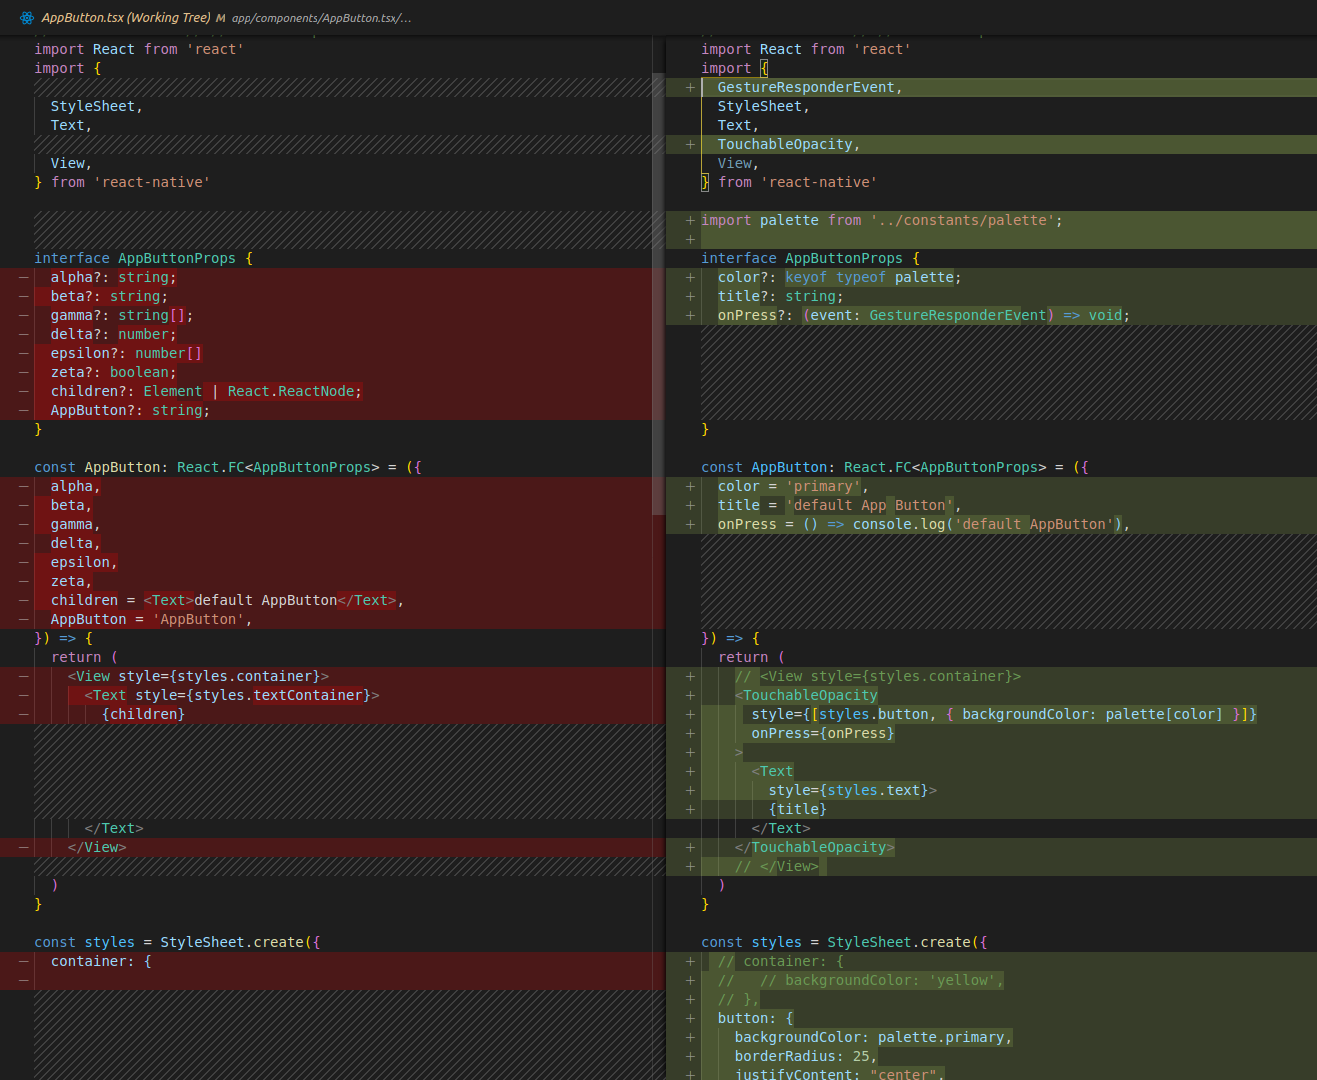 AppButton.tsx (Working Tree) M app/components/AppButton.tsx/...
import React from 'react'
import {
StyleSheet,
Text,
View,
} from 'react-native'
interface AppButtonProps {
— alpha?: string;
— beta?: string;
— gamma?: string[];
— delta?: number;
— epsilon?: number[]
— zeta?: boolean;
— children?: Element | React.ReactNode;
— AppButton?: string;
}
const AppButton: React.FC<AppButtonProps> = ({
— alpha,
— beta,
— gamma,
— delta,
— epsilon,
— zeta,
— children = <Text>default AppButton</Text>,
— AppButton = 'AppButton',
}) => {
return (
— <View style={styles.container}>
— <Text style={styles.textContainer}>
— {children}
</Text>
— </View>
)
}
const styles = StyleSheet.create({
— container: {
—
import React from 'react'
import {
+ GestureResponderEvent,
StyleSheet,
Text,
+ TouchableOpacity,
View,
} from 'react-native'
+ import palette from '../constants/palette';
+
interface AppButtonProps {
+ color?: keyof typeof palette;
+ title?: string;
+ onPress?: (event: GestureResponderEvent) => void;
}
const AppButton: React.FC<AppButtonProps> = ({
+ color = 'primary',
+ title = 'default App Button',
+ onPress = () => console.log('default AppButton'),
}) => {
return (
+ // <View style={styles.container}>
+ <TouchableOpacity
+ style={[styles.button, { backgroundColor: palette[color] }]}
+ onPress={onPress}
+ >
+ <Text
+ style={styles.text}>
+ {title}
</Text>
+ </TouchableOpacity>
+ // </View>
)
}
const styles = StyleSheet.create({
+ // container: {
+ // // backgroundColor: 'yellow',
+ // },
+ button: {
+ backgroundColor: palette.primary,
+ borderRadius: 25,
+ justifyContent: "center",